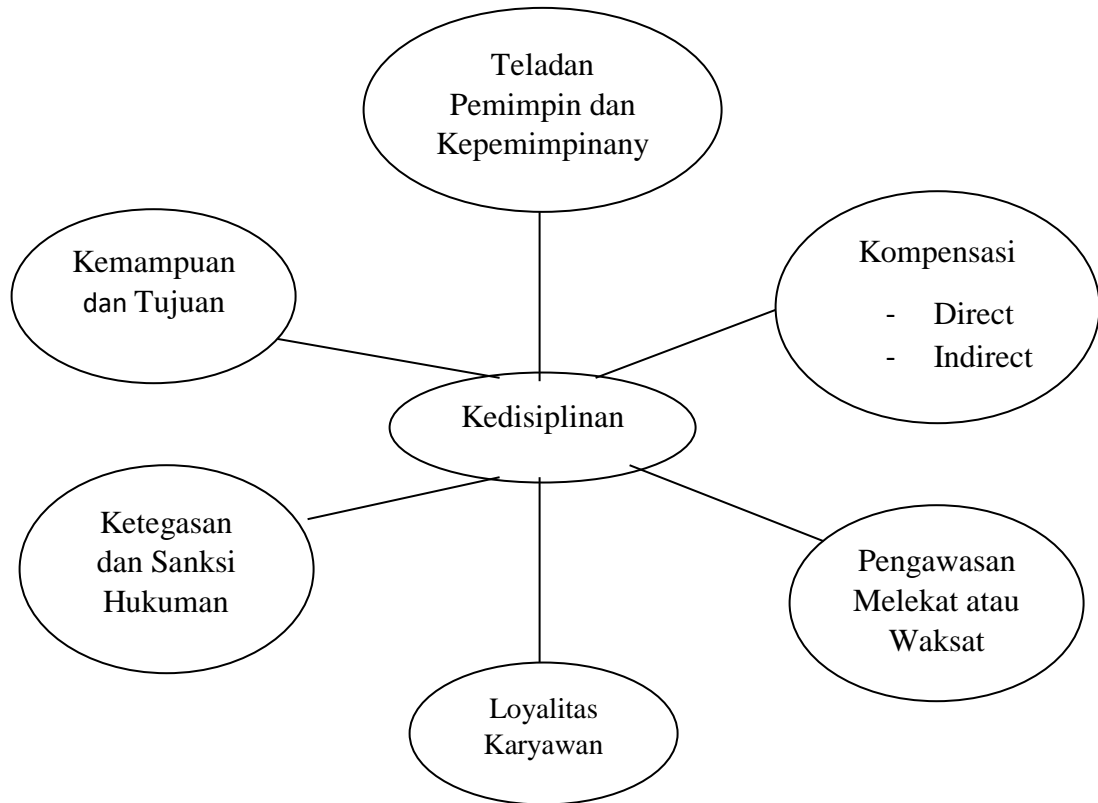 Teladan
Pemimpin dan
Kepemimpinany
Kemampuan
dan Tujuan
Kompensasi
- Direct
- Indirect
Kedisiplinan
Ketegasan
dan Sanksi
Hukuman
Pengawasan
Melekat atau
Waksat
Loyalitas
Karyawan